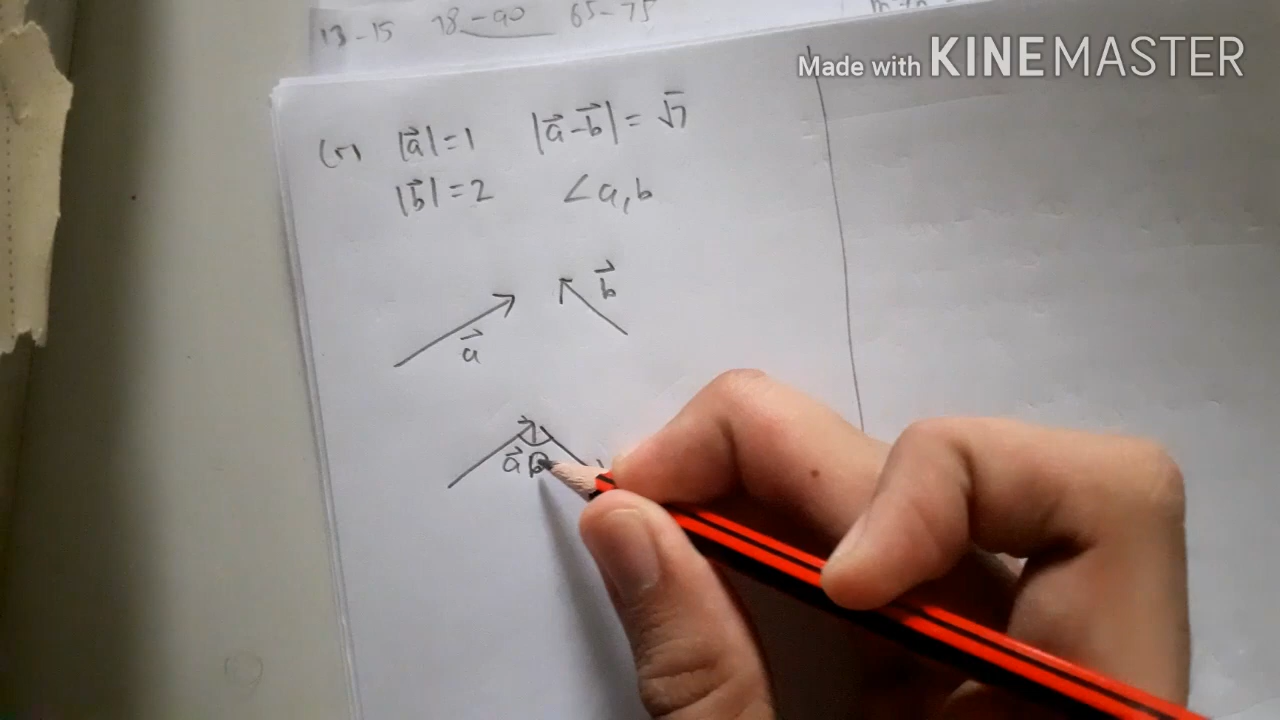 13-15 78-90 65-75
Made with KINEMASTER
|a⃗|=1 |a⃗-b⃗|= √7
|b⃗|=2 ∠a,b
b⃗
a⃗
a⃗